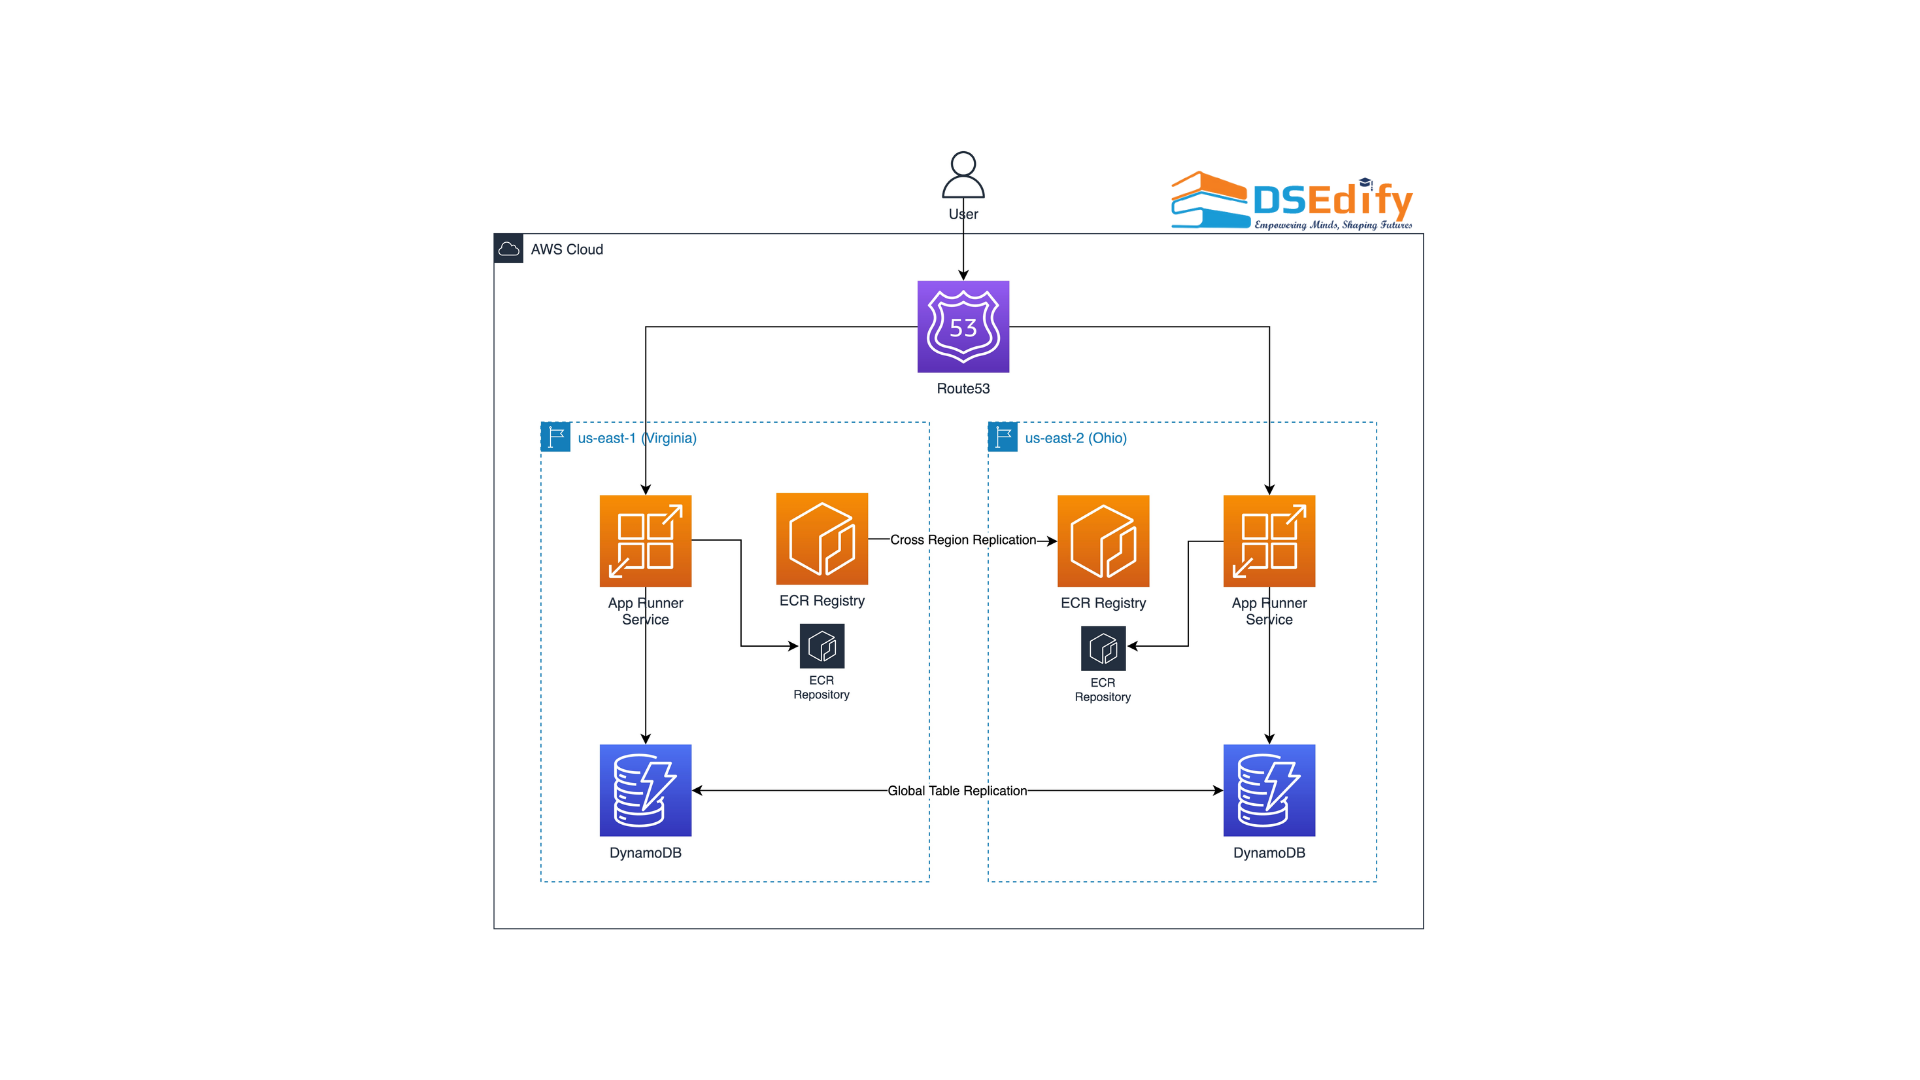 User
DSEdify
Empowering Minds, Shaping Futures
AWS Cloud
53
Route53
us-east-1 (Virginia)
us-east-2 (Ohio)
Cross Region Replication
App Runner
Service
ECR Registry
ECR Registry
App Runner
Service
ECR
Repository
ECR
Repository
Global Table Replication
DynamoDB
DynamoDB